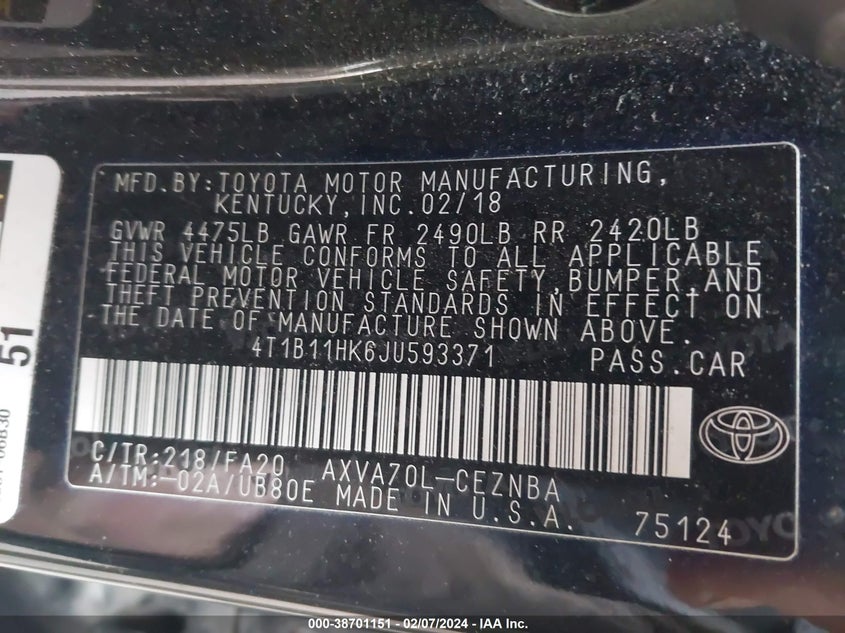 MFD.BY:TOYOTA MOTOR MANUFACTURING,
KENTUCKY,INC.02/18
GVWR 4475LB GAWR FR 2490LB RR 2420LB
THIS VEHICLE CONFORMS TO ALL APPLICABLE
FEDERAL MOTOR VEHICLE SAFETY,BUMPER,AND
THEFT PREVENTION STANDARDS IN EFFECT ON
THE DATE OF MANUFACTURE SHOWN ABOVE.
4T1B11HK6JU593371 PASS.CAR
C/TR:218/FA20 AXVA70L-CEZNBA
A/TM:-02A/UB80E MADE IN U.S.A. 75124
51
000-38701151 - 02/07/2024 - IAA Inc.